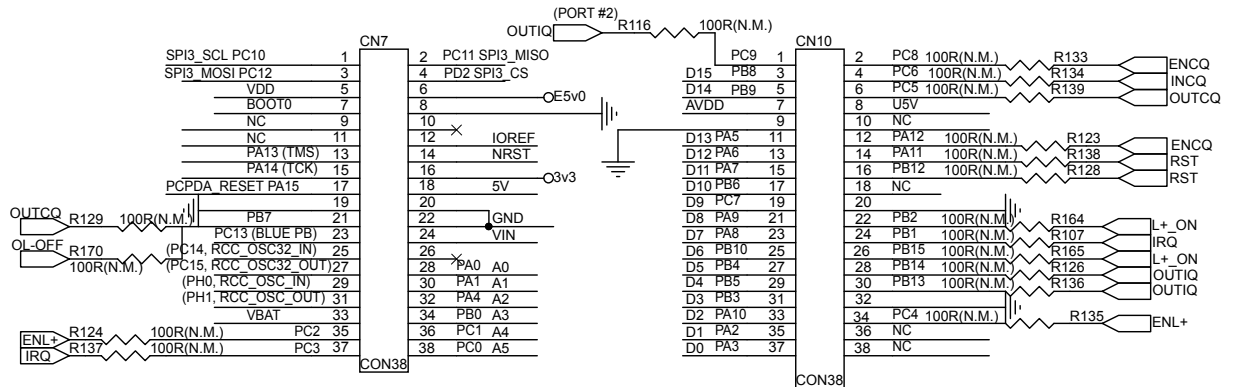 (PORT #2)
OUTIQ R116 100R(N.M.)
CN7
SPI3_SCL PC10 1 2 PC11 SPI3_MISO
SPI3_MOSI PC12 3 4 PD2 SPI3_CS
VDD 5 6 E5v0
BOOT0 7 8
NC 9 10
NC 11 12 IOREF
PA13 (TMS) 13 14 NRST
PA14 (TCK) 15 16 3v3
PCPDA_RESET PA15 17 18 5V
19 20
OUTCQ R129 100R(N.M.) PB7 21 22 GND
PC13 (BLUE PB) 23 24 VIN
OL-OFF R170 100R(N.M.) (PC14, RCC_OSC32_IN) 25 26
(PC15, RCC_OSC32_OUT) 27 28 PA0 A0
(PH0, RCC_OSC_IN) 29 30 PA1 A1
(PH1, RCC_OSC_OUT) 31 32 PA4 A2
VBAT 33 34 PB0 A3
ENL+ R124 100R(N.M.) PC2 35 36 PC1 A4
IRQ R137 100R(N.M.) PC3 37 38 PC0 A5
CON38
CN10
PC9 1 2 PC8 100R(N.M.) R133 ENCQ
D15 PB8 3 4 PC6 100R(N.M.) R134 INCQ
D14 PB9 5 6 PC5 100R(N.M.) R139 OUTCQ
AVDD 7 8 U5V
9 10 NC
D13 PA5 11 12 PA12 100R(N.M.) R123 ENCQ
D12 PA6 13 14 PA11 100R(N.M.) R138 RST
D11 PA7 15 16 PB12 100R(N.M.) R128 RST
D10 PB6 17 18 NC
D9 PC7 19 20
D8 PA9 21 22 PB2 100R(N.M.) R164 L+_ON
D7 PA8 23 24 PB1 100R(N.M.) R107 IRQ
D6 PB10 25 26 PB15 100R(N.M.) R165 L+_ON
D5 PB4 27 28 PB14 100R(N.M.) R126 OUTIQ
D4 PB5 29 30 PB13 100R(N.M.) R136 OUTIQ
D3 PB3 31 32
D2 PA10 33 34 PC4 100R(N.M.) R135 ENL+
D1 PA2 35 36 NC
D0 PA3 37 38 NC
CON38